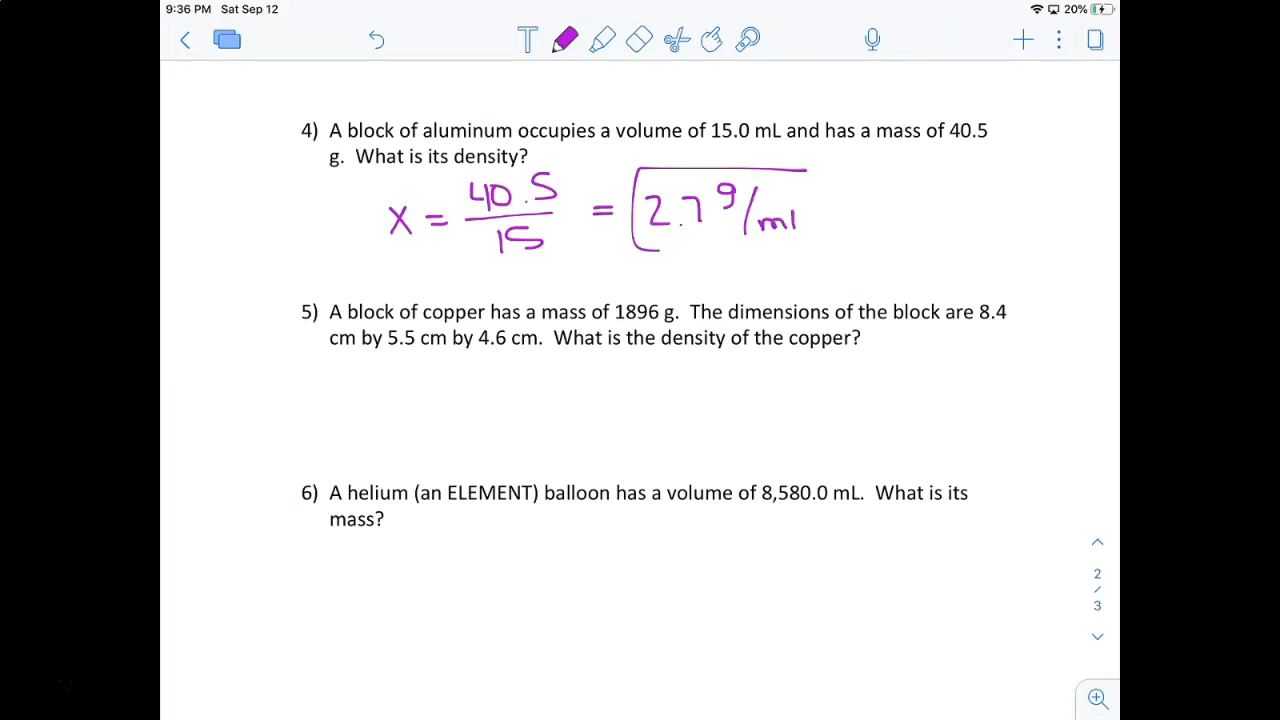 9:36 PM Sat Sep 12 20%
4) A block of aluminum occupies a volume of 15.0 mL and has a mass of 40.5
g. What is its density?
x = 40.5 / 15 = 2.7 g/ml
5) A block of copper has a mass of 1896 g. The dimensions of the block are 8.4
cm by 5.5 cm by 4.6 cm. What is the density of the copper?
6) A helium (an ELEMENT) balloon has a volume of 8,580.0 mL. What is its
mass?
2
/
3